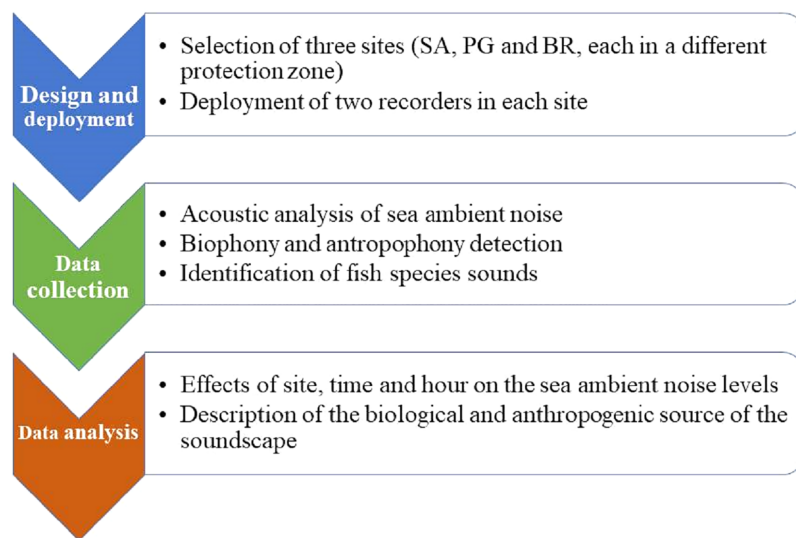 Design and
deployment
• Selection of three sites (SA, PG and BR, each in a different
protection zone)
• Deployment of two recorders in each site
Data
collection
• Acoustic analysis of sea ambient noise
• Biophony and antropophony detection
• Identification of fish species sounds
Data analysis
• Effects of site, time and hour on the sea ambient noise levels
• Description of the biological and anthropogenic source of the
soundscape